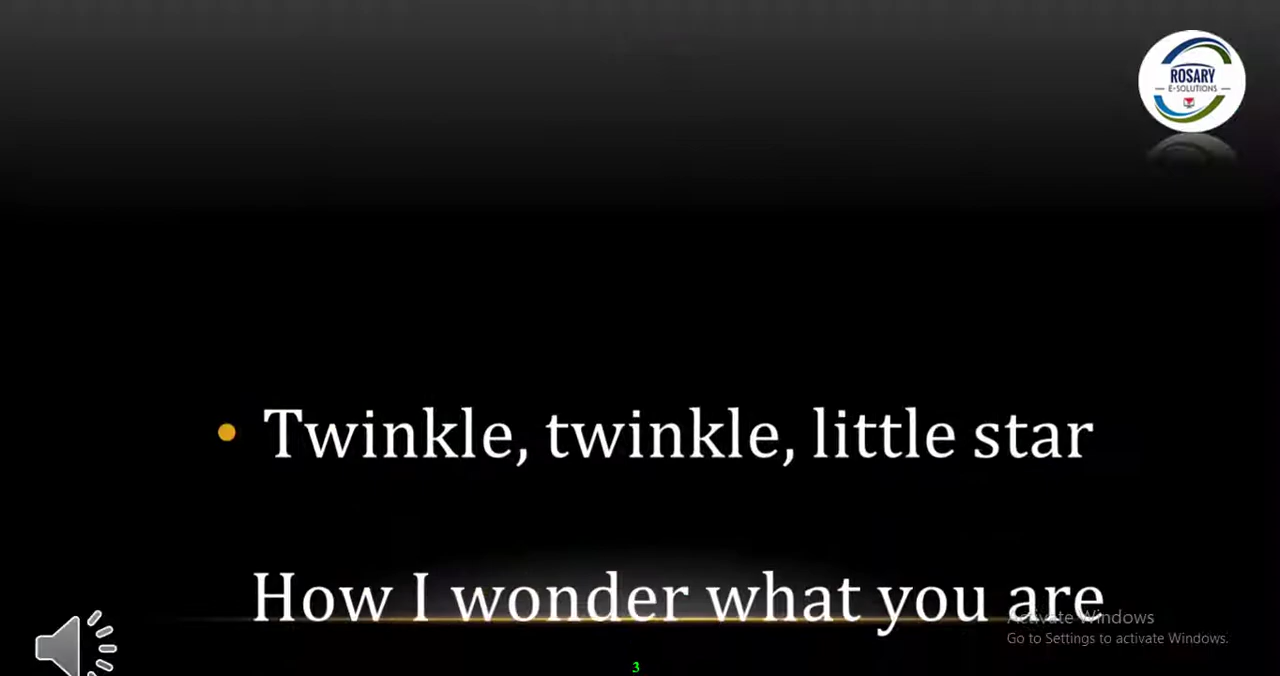 ROSARY
E-SOLUTIONS
• Twinkle, twinkle, little star
How I wonder what you are
Activate Windows
Go to Settings to activate Windows.
3